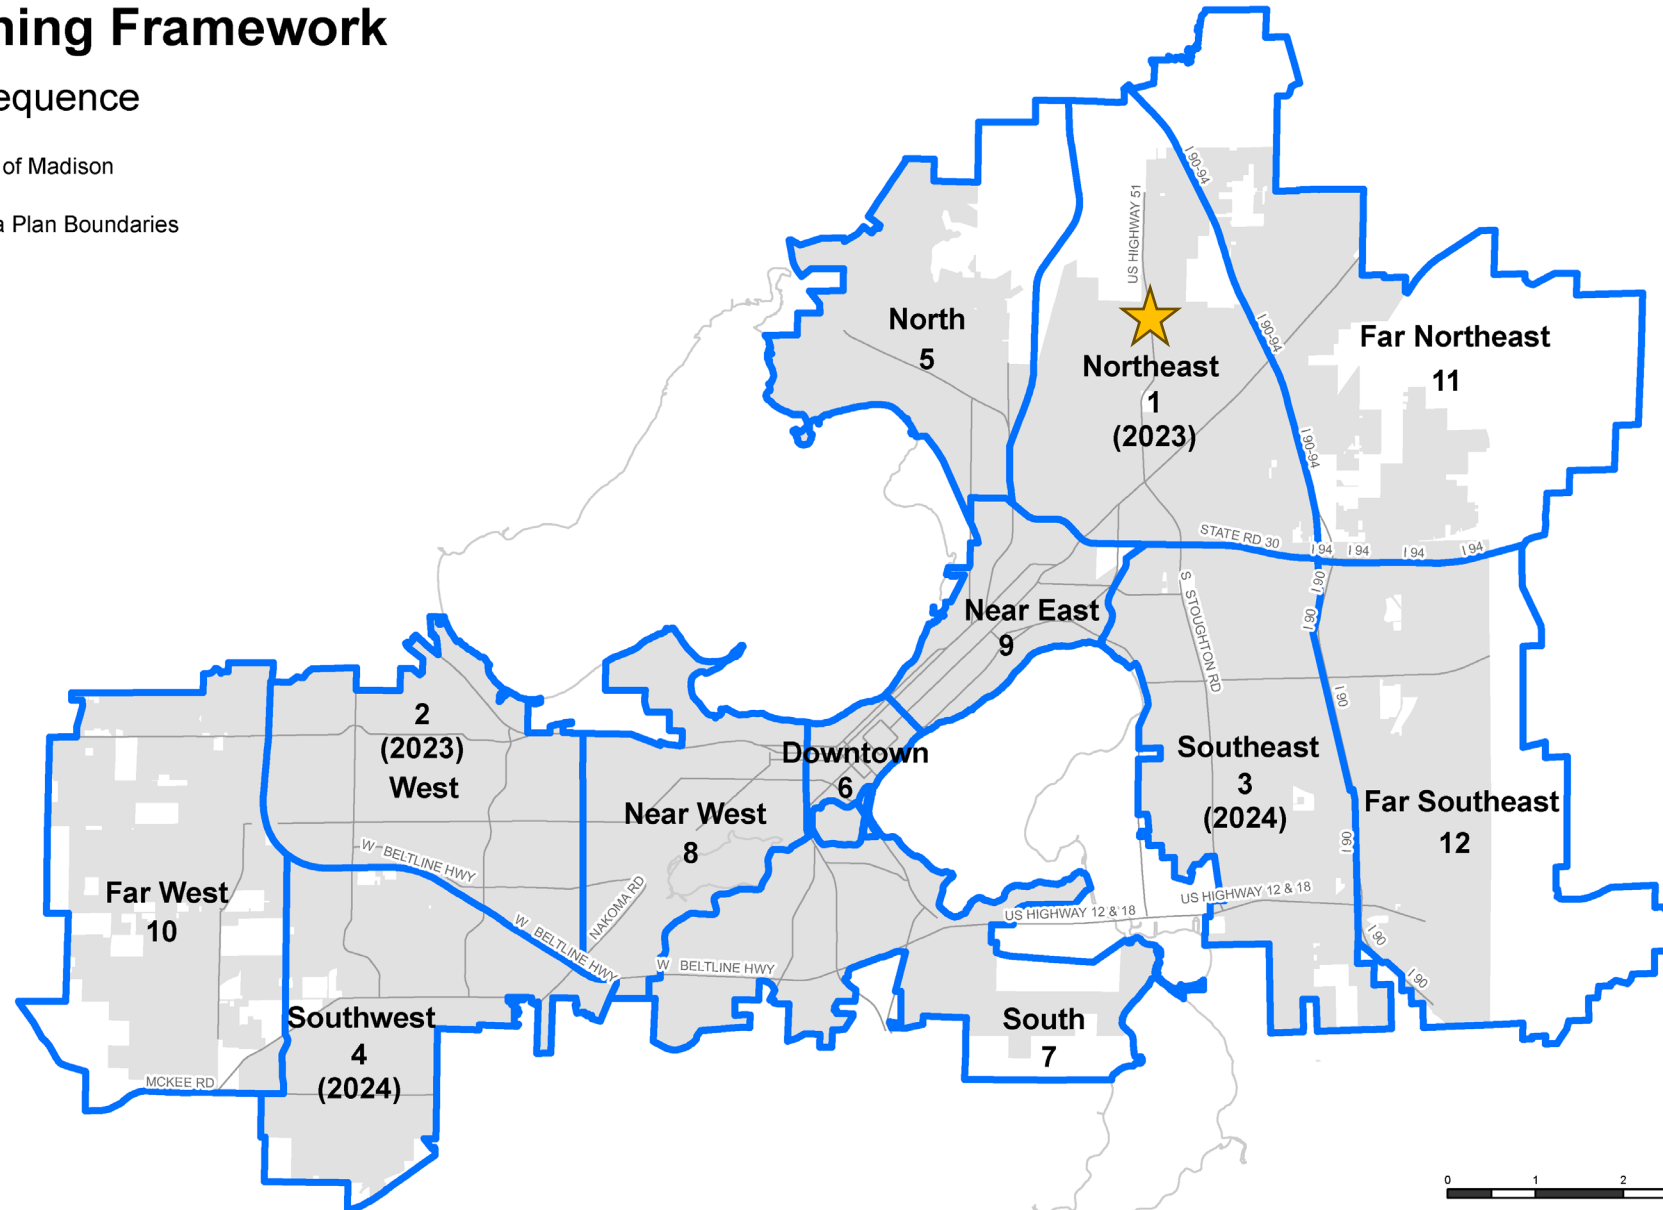 ning Framework
equence
of Madison
a Plan Boundaries
I 90-94
US HIGHWAY 51
North
5
I 90-94
Far Northeast
11
Northeast
1
(2023)
I 90-94
STATE RD 30
I 94
I 94
I 94
I 94
I 90
S STOUGHTON RD
Near East
9
I 90
I 90
2
(2023)
West
Downtown
6
Southeast
3
(2024)
Near West
8
Far Southeast
12
I 90
W BELTLINE HWY
Far West
10
NAKOMA RD
US HIGHWAY 12 & 18
US HIGHWAY 12 & 18
W BELTLINE HWY
W BELTLINE HWY
I 90
I 90
Southwest
4
(2024)
South
7
MCKEE RD
0 1 2